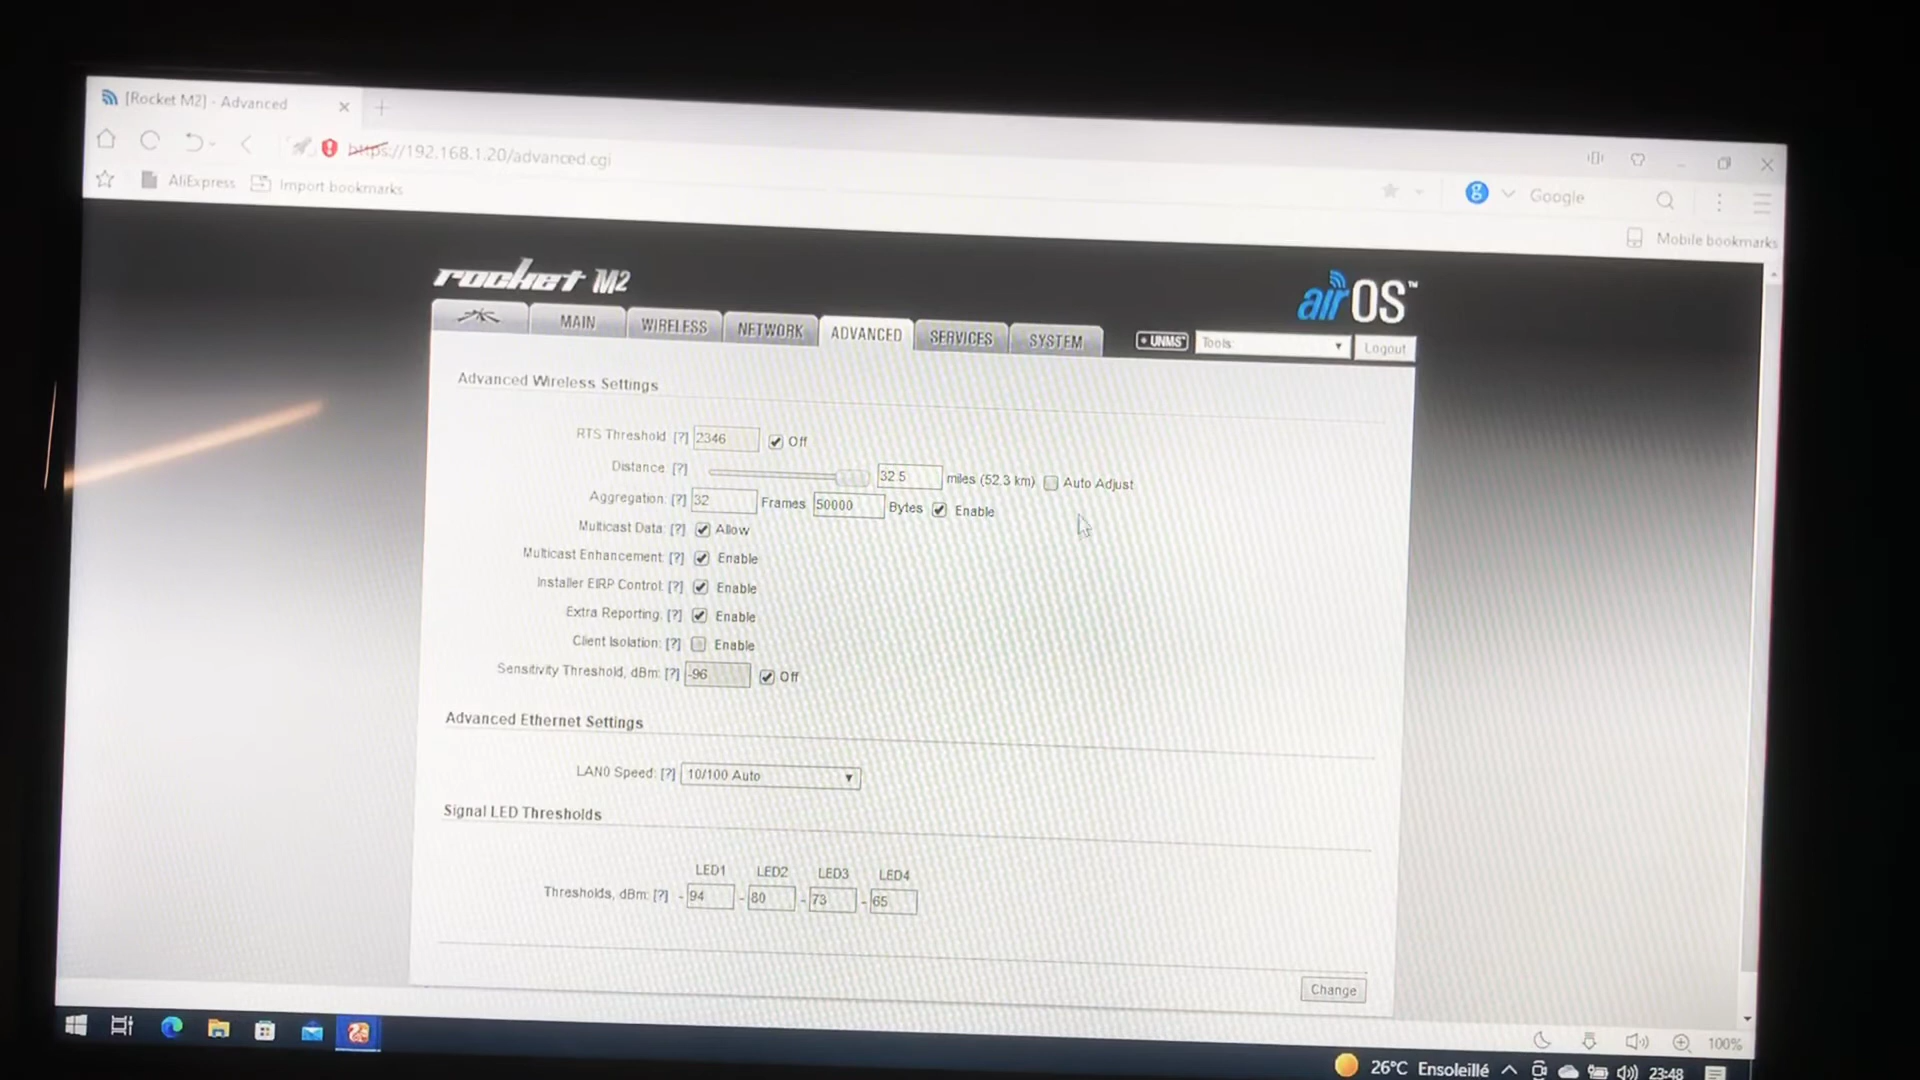 [Rocket M2] - Advanced
https://192.168.1.20/advanced.cgi
Google
AliExpress
Import bookmarks
Mobile bookmarks
rocket M2
airOS™
MAIN
WIRELESS
NETWORK
ADVANCED
SERVICES
SYSTEM
UNMS™
Tools:
Logout
Advanced Wireless Settings
RTS Threshold [?] 2346 Off
Distance: [?] 32.5 miles (52.3 km) Auto Adjust
Aggregation: [?] 32 Frames 50000 Bytes Enable
Multicast Data: [?] Allow
Multicast Enhancement: [?] Enable
Installer EIRP Control: [?] Enable
Extra Reporting: [?] Enable
Client Isolation: [?] Enable
Sensitivity Threshold, dBm: [?] -96 Off
Advanced Ethernet Settings
LAN0 Speed: [?] 10/100 Auto
Signal LED Thresholds
LED1 LED2 LED3 LED4
Thresholds, dBm: [?] - 94 - 80 - 73 - 65
Change
100%
26°C Ensoleillé
23:48